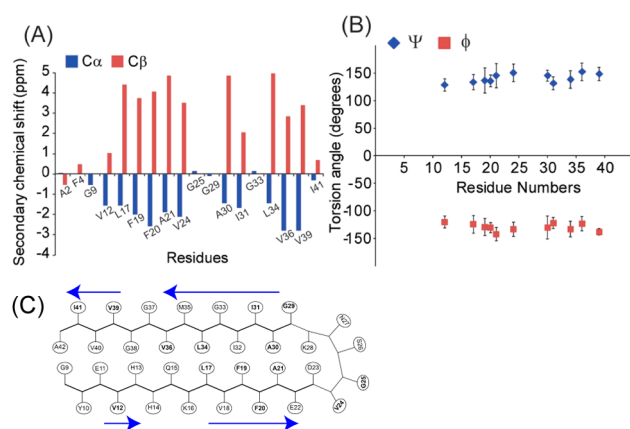 (A)
Cα Cβ
Secondary chemical shift (ppm)
5
4
3
2
1
0
-1
-2
-3
-4
A2 F4 G9 V12 L17 F19 F20 A21 V24 G25 G29 A30 I31 G33 L34 V36 V39 I41
Residues
(B)
Ψ ϕ
Torsion angle (degrees)
200
150
100
50
0
-50
-100
-150
5 10 15 20 25 30 35 40
Residue Numbers
(C)
I41 V39 G37 M35 G33 I31 G29
A42 V40 G38 V36 L34 I32 A30 K28
N27
S26
G25
V24
G9 E11 H13 Q15 L17 F19 A21 D23
Y10 V12 H14 K16 V18 F20 E22